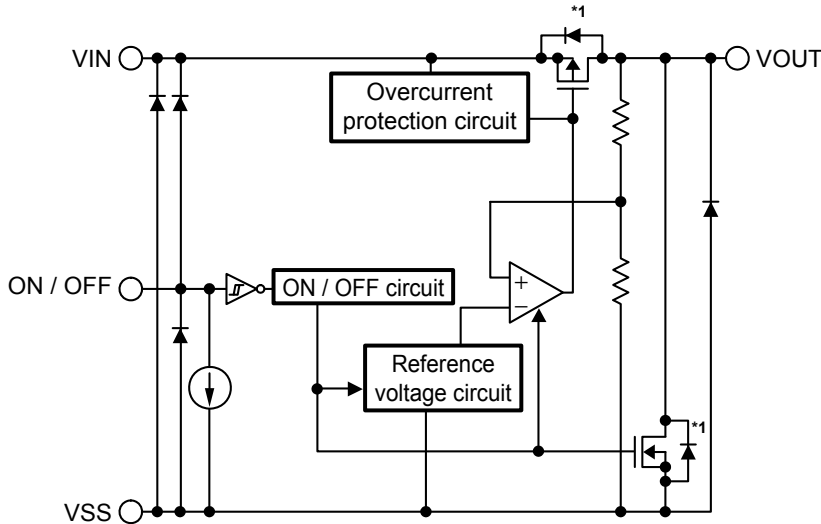 *1
VIN
VOUT
Overcurrent
protection circuit
ON / OFF
ON / OFF circuit
+
−
Reference
voltage circuit
*1
VSS